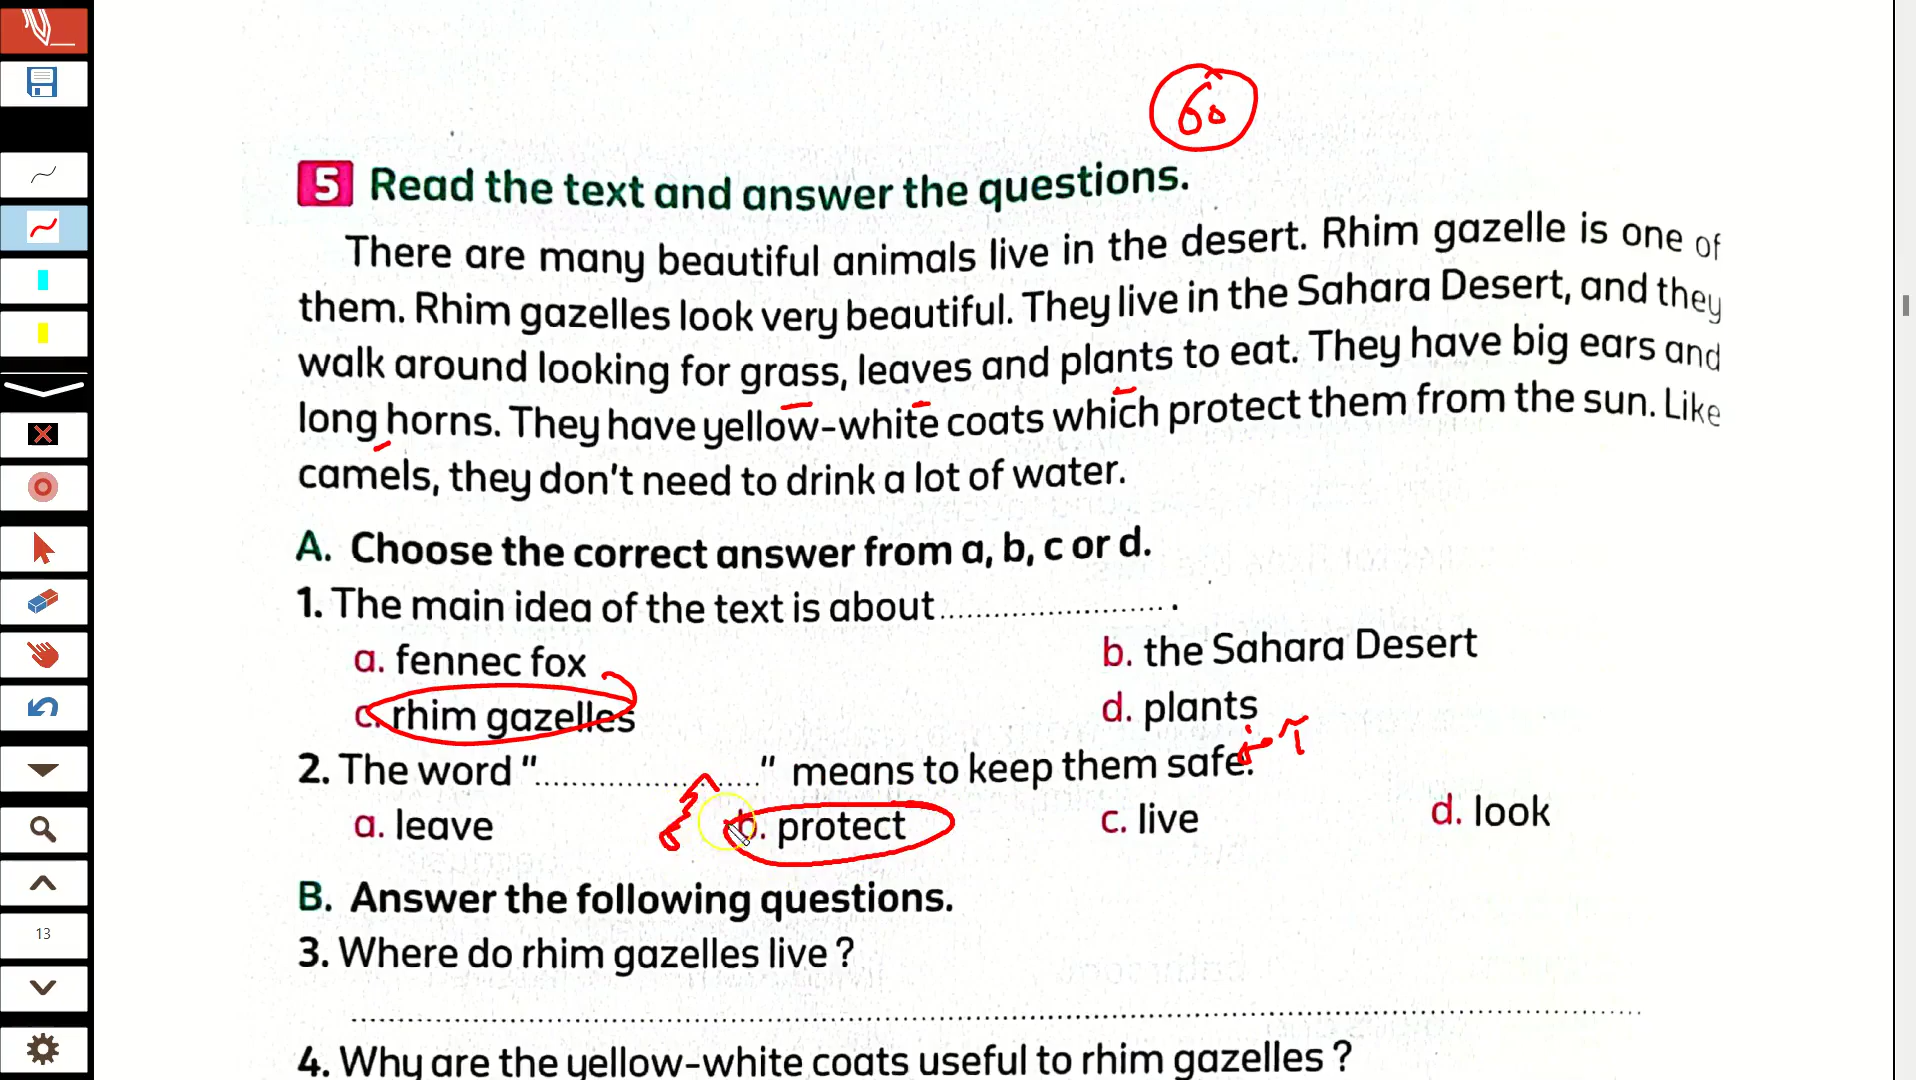 60
5 Read the text and answer the questions.
There are many beautiful animals live in the desert. Rhim gazelle is one of
them. Rhim gazelles look very beautiful. They live in the Sahara Desert, and they
walk around looking for grass, leaves and plants to eat. They have big ears and
long horns. They have yellow-white coats which protect them from the sun. Like
camels, they don't need to drink a lot of water.
A. Choose the correct answer from a, b, c or d.
1. The main idea of the text is about ........................ .
a. fennec fox
b. the Sahara Desert
c. rhim gazelles
d. plants
2. The word "........................" means to keep them safe.
a. leave
b. protect
c. live
d. look
B. Answer the following questions.
3. Where do rhim gazelles live ?
4. Why are the yellow-white coats useful to rhim gazelles ?
13